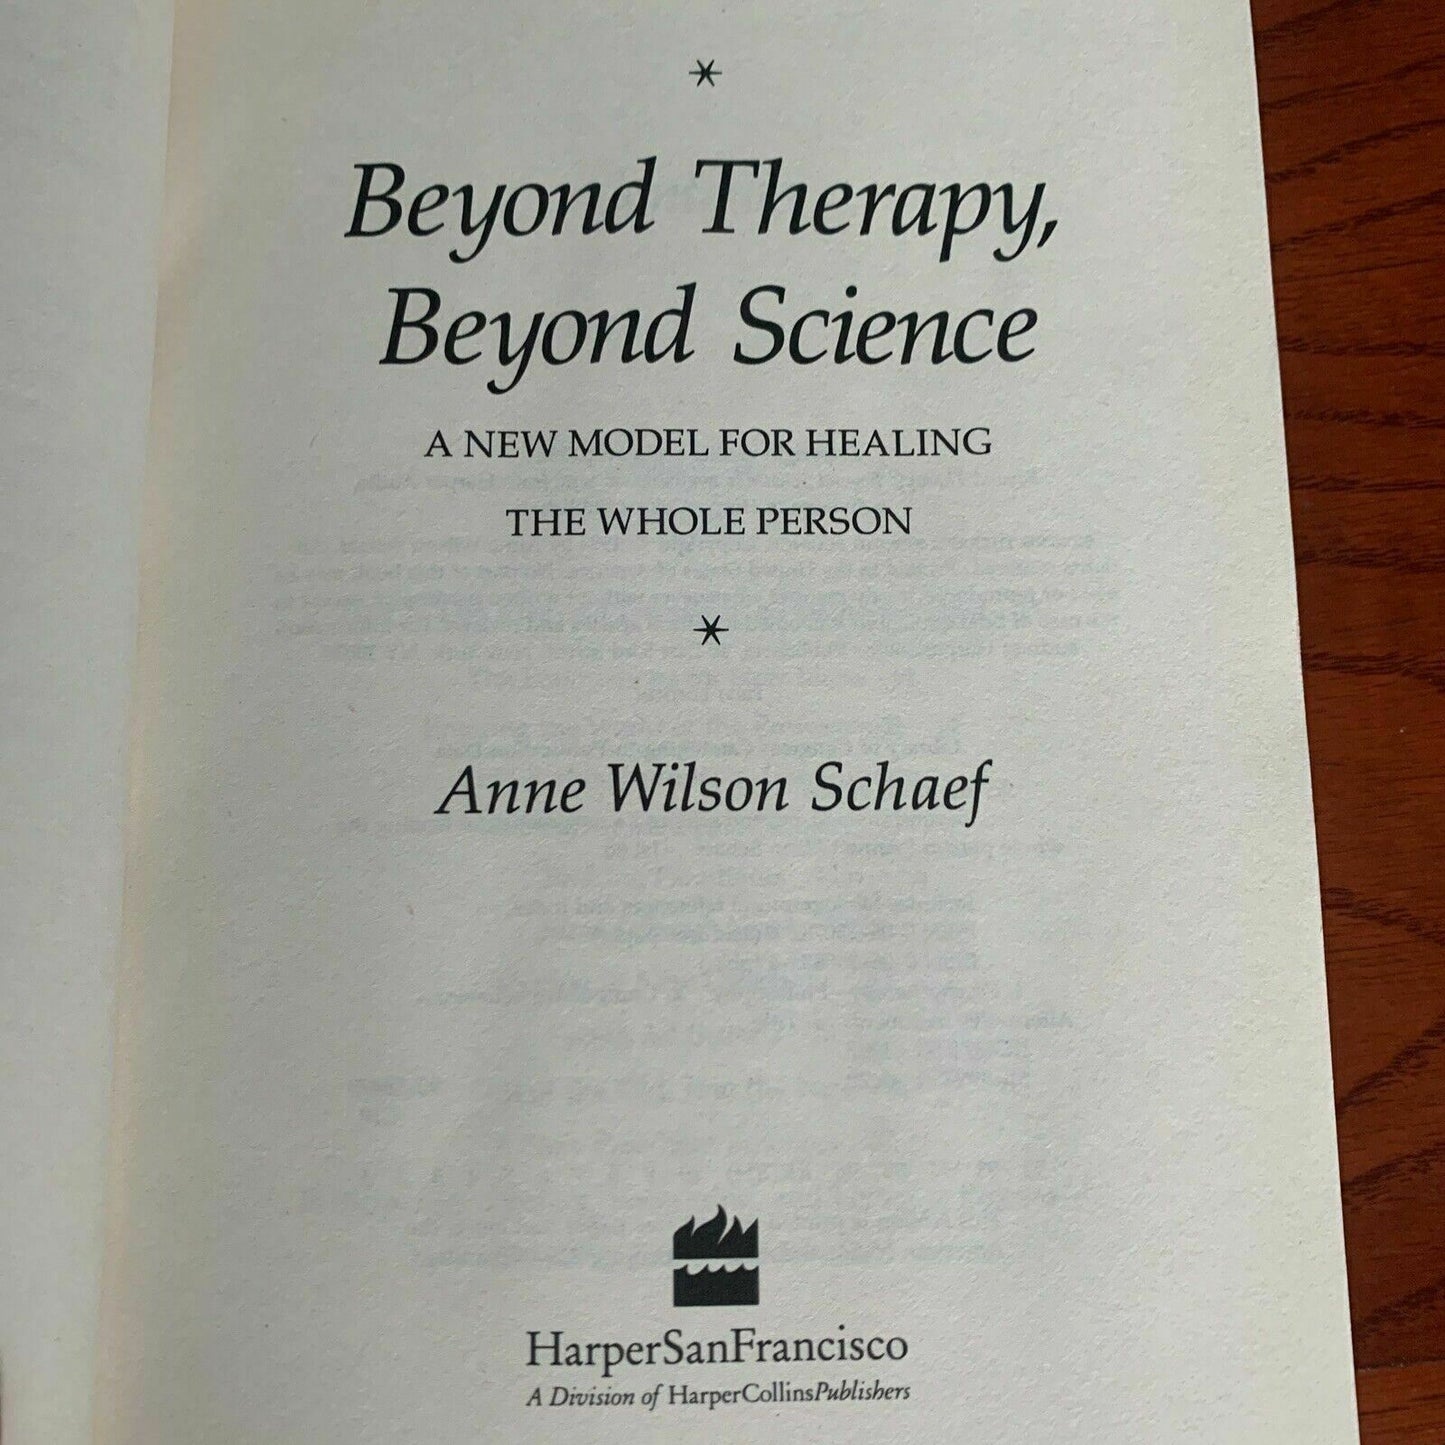 Beyond Therapy,
Beyond Science
A NEW MODEL FOR HEALING
THE WHOLE PERSON
Anne Wilson Schaef
HarperSanFrancisco
A Division of HarperCollinsPublishers